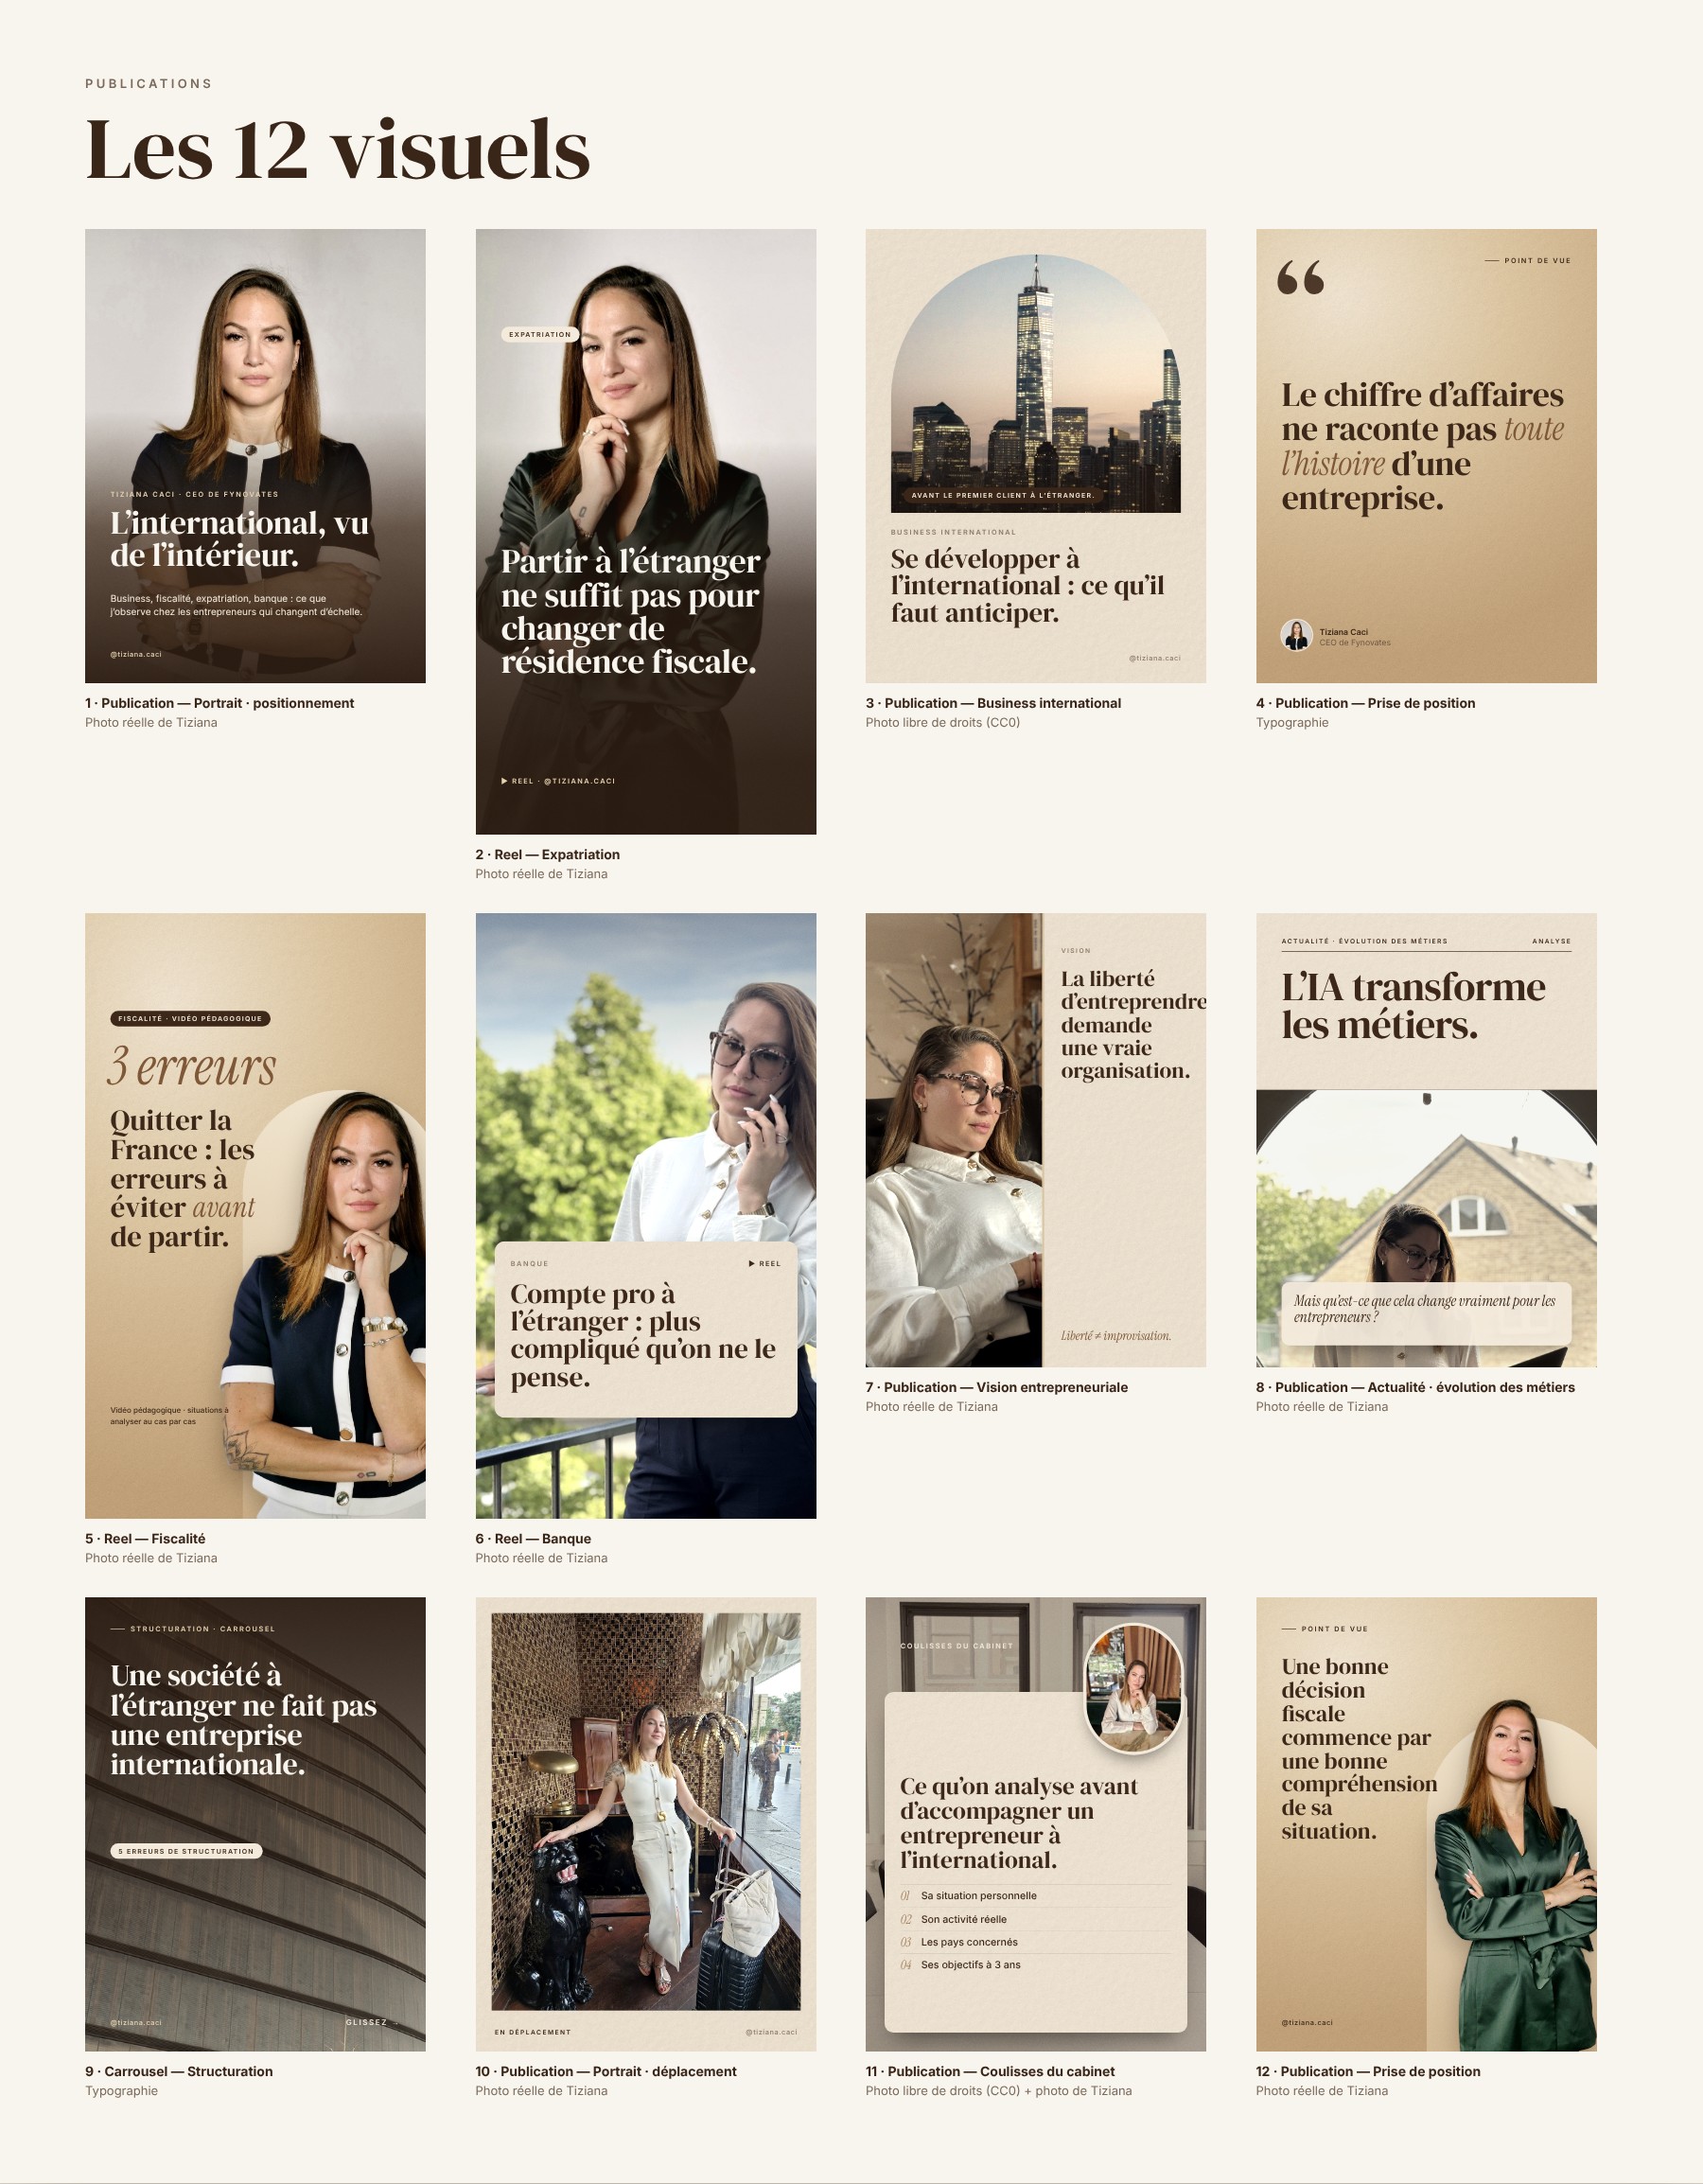 PUBLICATIONS
Les 12 visuels
TIZIANA CACI · CEO DE FYNOVATES
L’international, vu
de l’intérieur.
Business, fiscalité, expatriation, banque : ce que
j’observe chez les entrepreneurs qui changent d’échelle.
@tiziana.caci
1 · Publication — Portrait · positionnement
Photo réelle de Tiziana
EXPATRIATION
Partir à l’étranger
ne suffit pas pour
changer de
résidence fiscale.
▶ REEL · @TIZIANA.CACI
2 · Reel — Expatriation
Photo réelle de Tiziana
AVANT LE PREMIER CLIENT À L’ÉTRANGER.
BUSINESS INTERNATIONAL
Se développer à
l’international : ce qu’il
faut anticiper.
@tiziana.caci
3 · Publication — Business international
Photo libre de droits (CC0)
“
— POINT DE VUE
Le chiffre d’affaires
ne raconte pas toute
l’histoire d’une
entreprise.
Tiziana Caci
CEO de Fynovates
4 · Publication — Prise de position
Typographie
FISCALITÉ · VIDÉO PÉDAGOGIQUE
3 erreurs
Quitter la
France : les
erreurs à
éviter avant
de partir.
Vidéo pédagogique · situations à
analyser au cas par cas
5 · Reel — Fiscalité
Photo réelle de Tiziana
BANQUE ▶ REEL
Compte pro à
l’étranger : plus
compliqué qu’on ne le
pense.
6 · Reel — Banque
Photo réelle de Tiziana
VISION
La liberté
d’entreprendre
demande
une vraie
organisation.
Liberté ≠ improvisation.
7 · Publication — Vision entrepreneuriale
Photo réelle de Tiziana
ACTUALITÉ · ÉVOLUTION DES MÉTIERS ANALYSE
L’IA transforme
les métiers.
Mais qu’est-ce que cela change vraiment pour les
entrepreneurs ?
8 · Publication — Actualité · évolution des métiers
Photo réelle de Tiziana
— STRUCTURATION · CARROUSEL
Une société à
l’étranger ne fait pas
une entreprise
internationale.
5 ERREURS DE STRUCTURATION
@tiziana.caci GLISSEZ →
9 · Carrousel — Structuration
Typographie
EN DÉPLACEMENT @tiziana.caci
10 · Publication — Portrait · déplacement
Photo réelle de Tiziana
COULISSES DU CABINET
Ce qu’on analyse avant
d’accompagner un
entrepreneur à
l’international.
01 Sa situation personnelle
02 Son activité réelle
03 Les pays concernés
04 Ses objectifs à 3 ans
11 · Publication — Coulisses du cabinet
Photo libre de droits (CC0) + photo de Tiziana
— POINT DE VUE
Une bonne
décision
fiscale
commence par
une bonne
compréhension
de sa
situation.
@tiziana.caci
12 · Publication — Prise de position
Photo réelle de Tiziana